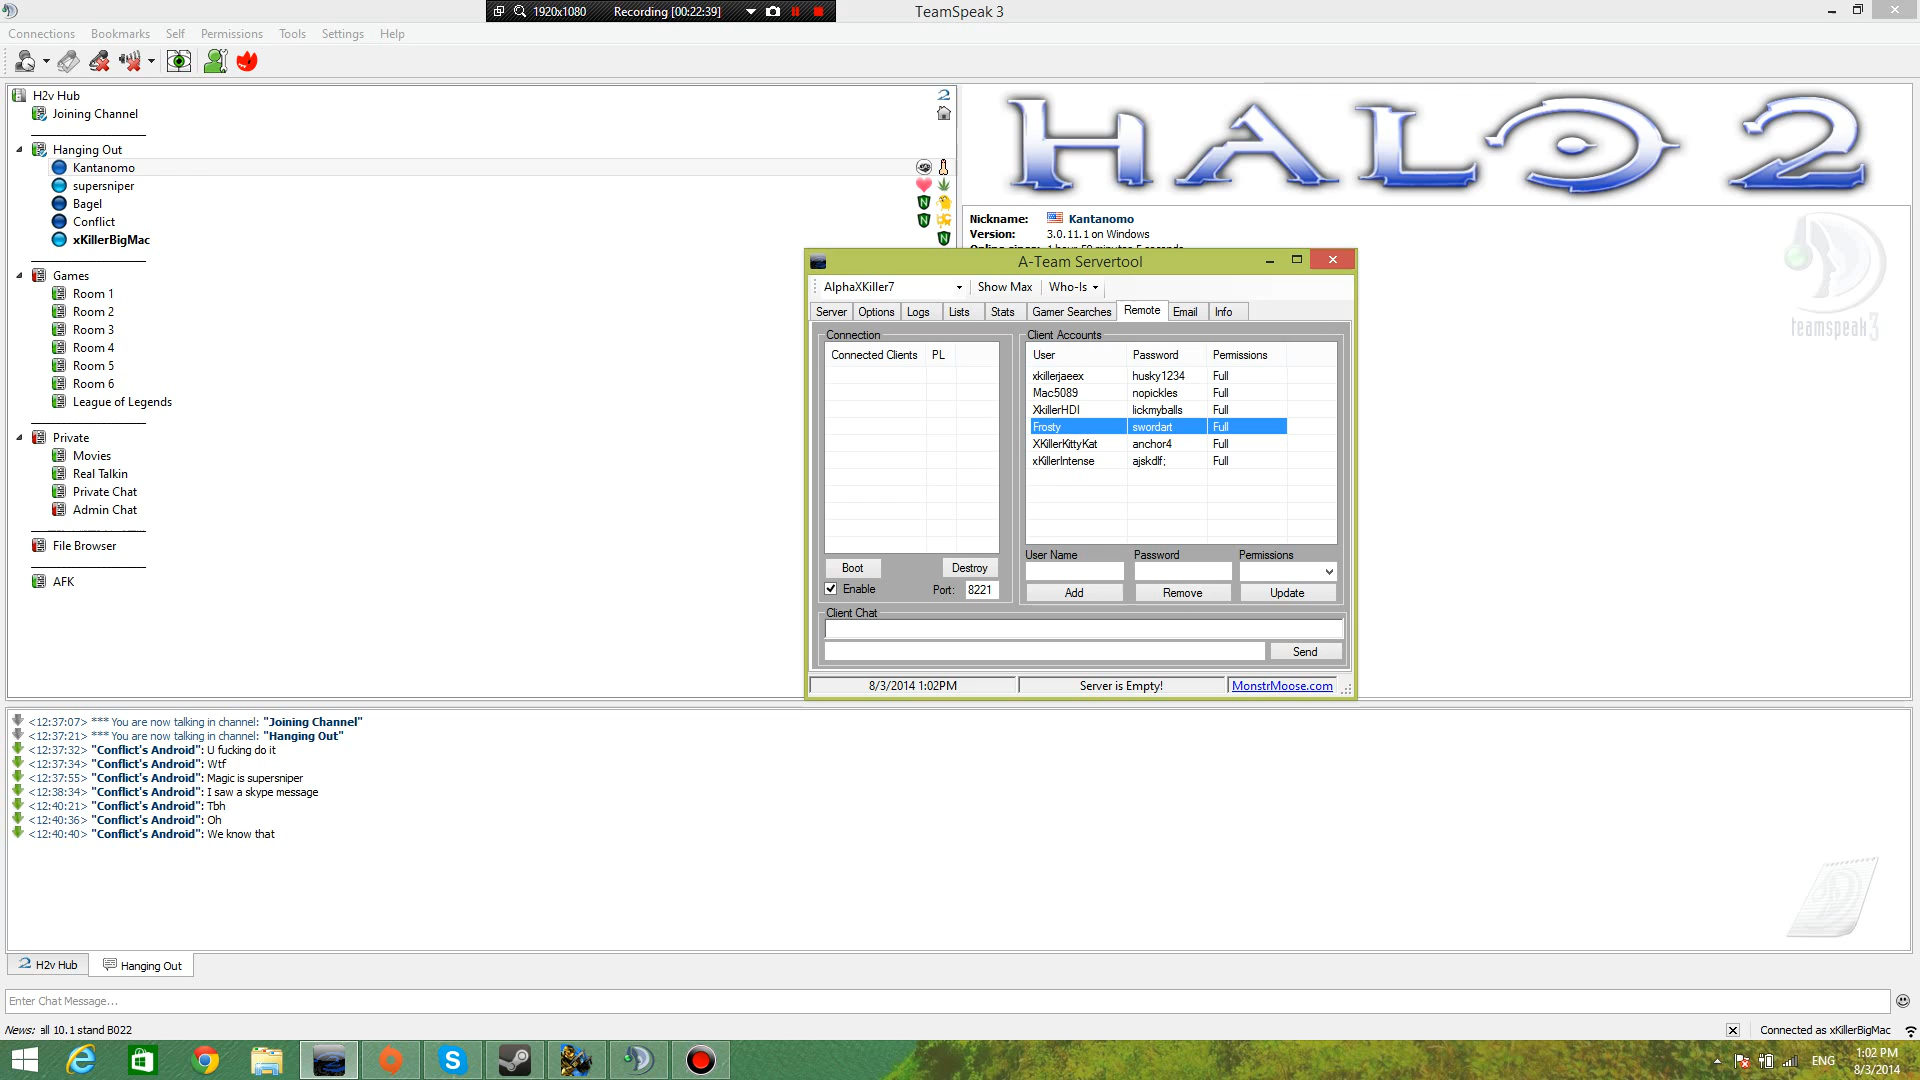 1920x1080 Recording [00:22:39]
TeamSpeak 3
Connections Bookmarks Self Permissions Tools Settings Help
H2v Hub
Joining Channel
Hanging Out
Kantanomo
supersniper
Bagel
Conflict
xKillerBigMac
Games
Room 1
Room 2
Room 3
Room 4
Room 5
Room 6
League of Legends
Private
Movies
Real Talkin
Private Chat
Admin Chat
File Browser
AFK
HALO 2
Nickname: Kantanomo
Version: 3.0.11.1 on Windows
teamspeak3
A-Team Servertool
AlphaXKiller7 Show Max Who-Is
Server Options Logs Lists Stats Gamer Searches Remote Email Info
Connection
Connected Clients PL
Boot Destroy
Enable Port: 8221
Client Accounts
User Password Permissions
xkillerjaeex husky1234 Full
Mac5089 nopickles Full
XkillerHDI lickmyballs Full
Frosty swordart Full
XKillerKittyKat anchor4 Full
xKillerIntense ajskdlf; Full
User Name Password Permissions
Add Remove Update
Client Chat
Send
8/3/2014 1:02PM Server is Empty! MonstrMoose.com
<12:37:07> *** You are now talking in channel: "Joining Channel"
<12:37:21> *** You are now talking in channel: "Hanging Out"
<12:37:32> "Conflict's Android": U fucking do it
<12:37:34> "Conflict's Android": Wtf
<12:37:55> "Conflict's Android": Magic is supersniper
<12:38:34> "Conflict's Android": I saw a skype message
<12:40:21> "Conflict's Android": Tbh
<12:40:36> "Conflict's Android": Oh
<12:40:40> "Conflict's Android": We know that
H2v Hub Hanging Out
Enter Chat Message...
News: all 10.1 stand B022
Connected as xKillerBigMac
ENG
1:02 PM
8/3/2014